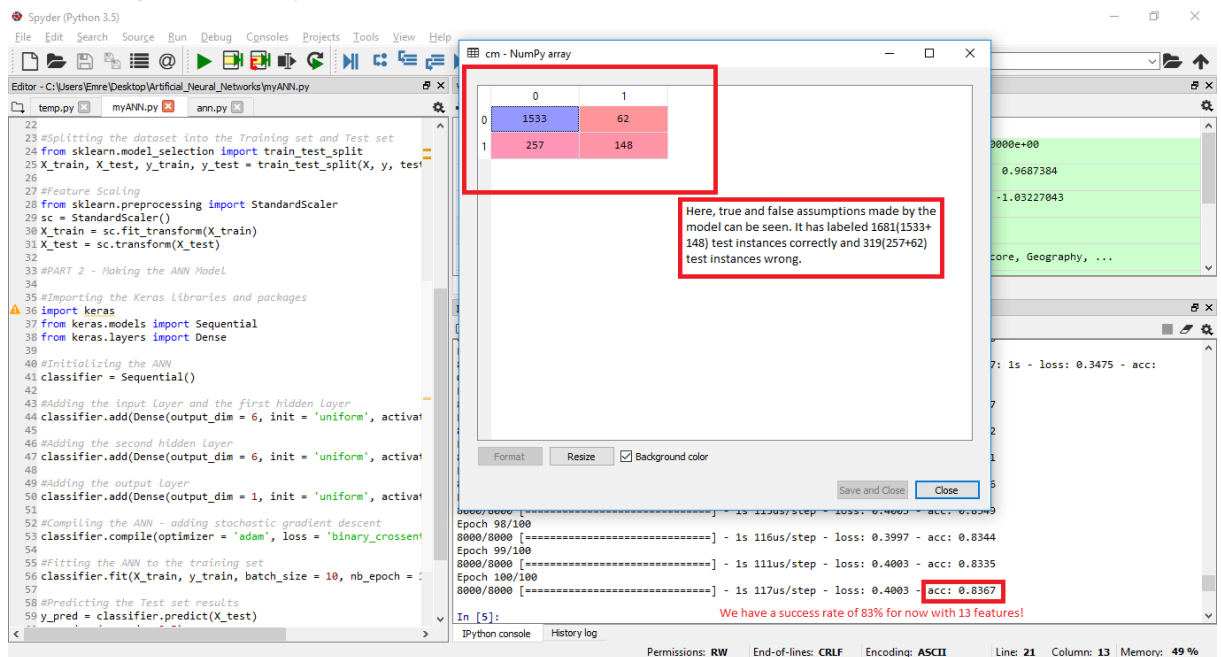 Spyder (Python 3.5)
File Edit Search Source Run Debug Consoles Projects Tools View Help
Editor - C:\Users\Emre\Desktop\Artificial_Neural_Networks\myANN.py
temp.py myANN.py ann.py
22
23 #Splitting the dataset into the Training set and Test set
24 from sklearn.model_selection import train_test_split
25 X_train, X_test, y_train, y_test = train_test_split(X, y, test
26
27 #Feature Scaling
28 from sklearn.preprocessing import StandardScaler
29 sc = StandardScaler()
30 X_train = sc.fit_transform(X_train)
31 X_test = sc.transform(X_test)
32
33 #PART 2 - Making the ANN Model
34
35 #Importing the Keras libraries and packages
36 import keras
37 from keras.models import Sequential
38 from keras.layers import Dense
39
40 #Initializing the ANN
41 classifier = Sequential()
42
43 #Adding the input layer and the first hidden layer
44 classifier.add(Dense(output_dim = 6, init = 'uniform', activat
45
46 #Adding the second hidden layer
47 classifier.add(Dense(output_dim = 6, init = 'uniform', activat
48
49 #Adding the output layer
50 classifier.add(Dense(output_dim = 1, init = 'uniform', activat
51
52 #Compiling the ANN - adding stochastic gradient descent
53 classifier.compile(optimizer = 'adam', loss = 'binary_crossent
54
55 #Fitting the ANN to the training set
56 classifier.fit(X_train, y_train, batch_size = 10, nb_epoch =
57
58 #Predicting the Test set results
59 y_pred = classifier.predict(X_test)
cm - NumPy array
0 1
0 1533 62
1 257 148
Here, true and false assumptions made by the
model can be seen. It has labeled 1681(1533+
148) test instances correctly and 319(257+62)
test instances wrong.
Format Resize Background color
Save and Close Close
0000e+00
0.9687384
-1.03227043
core, Geography, ...
7: 1s - loss: 0.3475 - acc:
8000/8000 [==============================] - 1s 115us/step - loss: 0.4005 - acc: 0.8349
Epoch 98/100
8000/8000 [==============================] - 1s 116us/step - loss: 0.3997 - acc: 0.8344
Epoch 99/100
8000/8000 [==============================] - 1s 111us/step - loss: 0.4003 - acc: 0.8335
Epoch 100/100
8000/8000 [==============================] - 1s 117us/step - loss: 0.4003 - acc: 0.8367
In [5]:
We have a success rate of 83% for now with 13 features!
IPython console History log
Permissions: RW End-of-lines: CRLF Encoding: ASCII Line: 21 Column: 13 Memory: 49 %